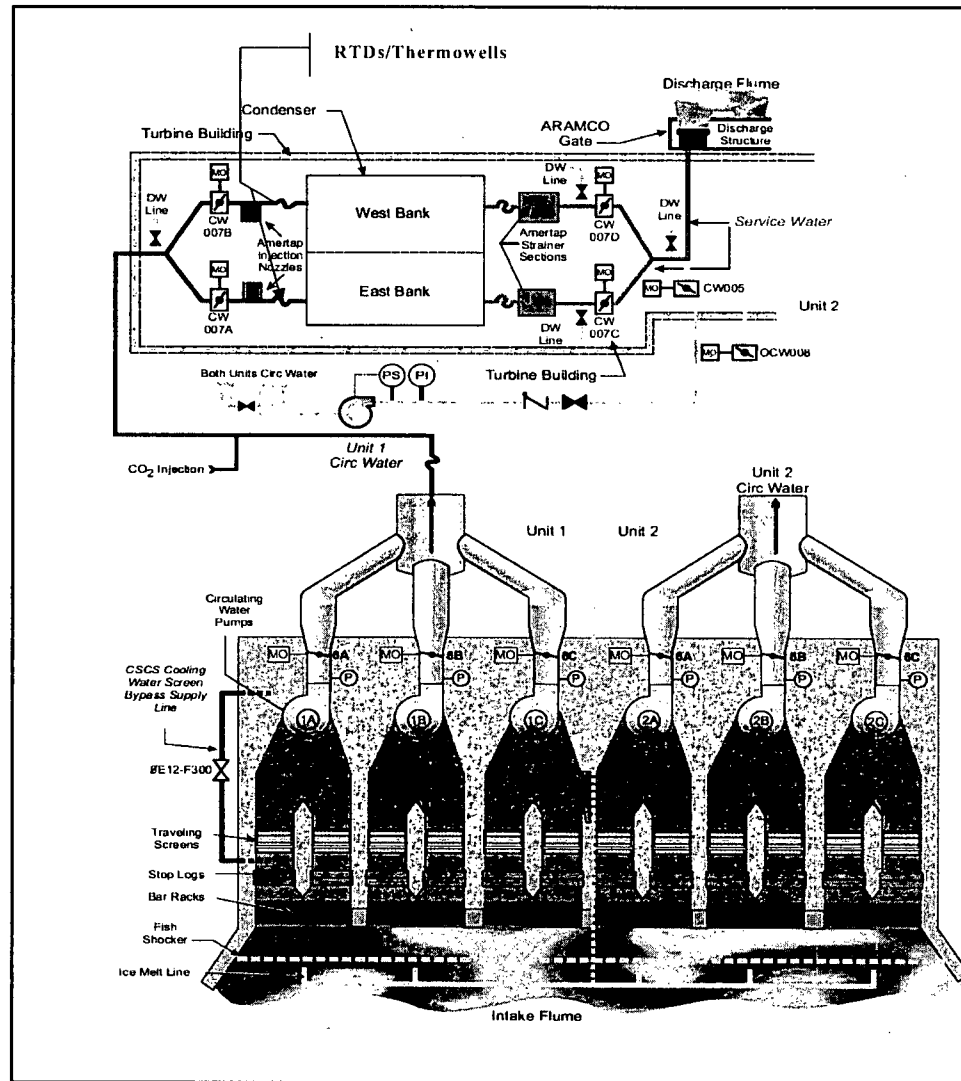 RTDs/Thermowells
Discharge Flume
Condenser
ARAMCO
Gate
Discharge
Structure
Turbine Building
MO
DW
Line
MO
DW
Line
DW
Line
CW
007B
West Bank
CW
007D
Service Water
Amertap
Injection
Nozzles
Amertap
Strainer
Sections
MO
MO
East Bank
MO
CW005
CW
007A
DW
Line
CW
007C
Unit 2
MO
OCW008
Both Units Circ Water
PS
PI
Turbine Building
Unit 1
Circ Water
CO2 Injection
Unit 2
Circ Water
Unit 1
Unit 2
Circulating
Water
Pumps
MO
6A
MO
6B
MO
6C
MO
6A
MO
6B
MO
6C
CSCS Cooling
Water Screen
Bypass Supply
Line
P
P
P
P
P
P
1A
1B
1C
2A
2B
2C
ØE12-F300
Traveling
Screens
Stop Logs
Bar Racks
Fish
Shocker
Ice Melt Line
Intake Flume